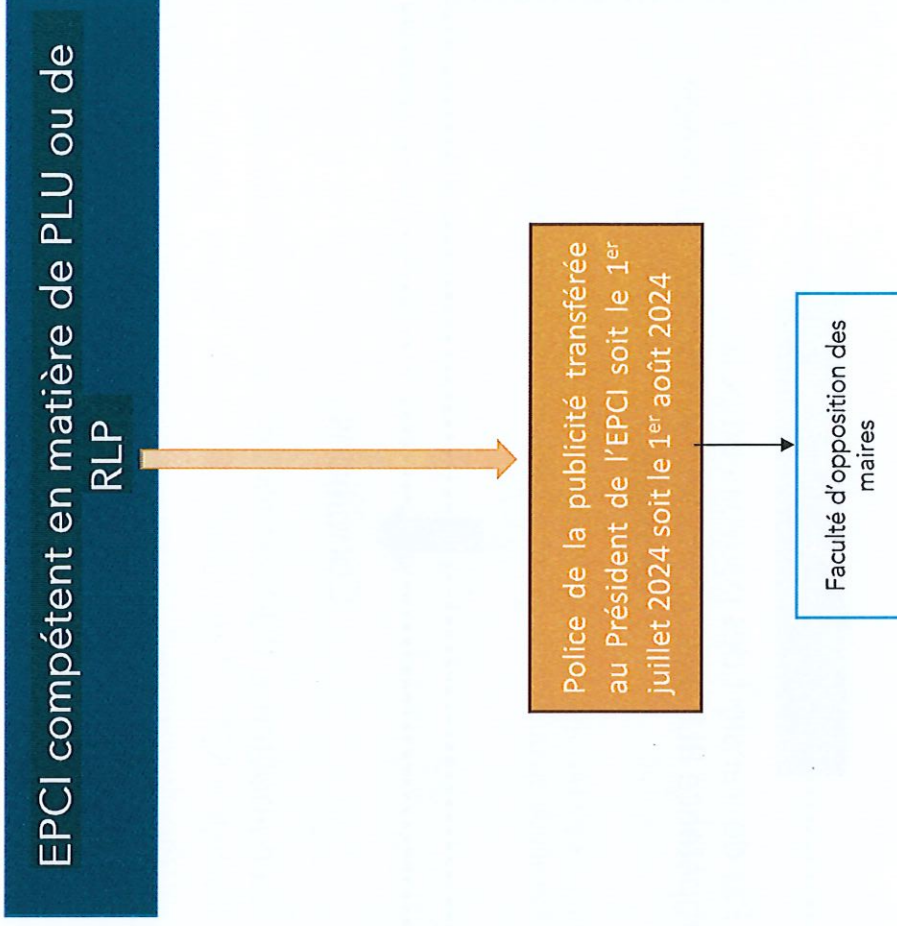 EPCI compétent en matière de PLU ou de
RLP
Police de la publicité transférée
au Président de l'EPCI soit le 1er
juillet 2024 soit le 1er août 2024
Faculté d'opposition des
maires